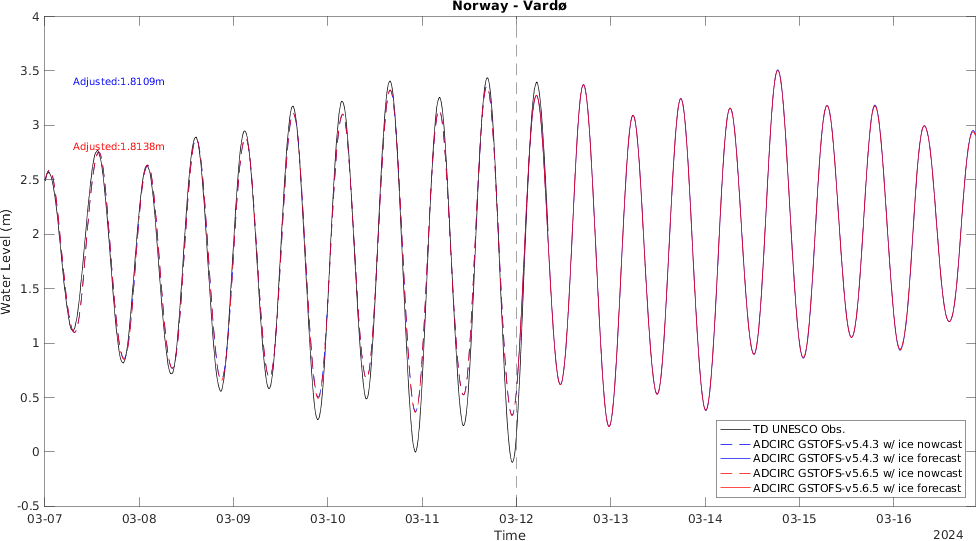 Norway - Vardø
4
3.5
3
2.5
2
1.5
1
0.5
0
-0.5
Water Level (m)
Adjusted:1.8109m
Adjusted:1.8138m
TD UNESCO Obs.
ADCIRC GSTOFS-v5.4.3 w/ ice nowcast
ADCIRC GSTOFS-v5.4.3 w/ ice forecast
ADCIRC GSTOFS-v5.6.5 w/ ice nowcast
ADCIRC GSTOFS-v5.6.5 w/ ice forecast
03-07 03-08 03-09 03-10 03-11 03-12 03-13 03-14 03-15 03-16
Time
2024